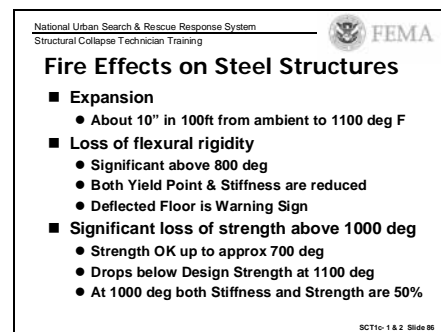 National Urban Search & Rescue Response System
Structural Collapse Technician Training
FEMA
Fire Effects on Steel Structures
■ Expansion
● About 10” in 100ft from ambient to 1100 deg F
■ Loss of flexural rigidity
● Significant above 800 deg
● Both Yield Point & Stiffness are reduced
● Deflected Floor is Warning Sign
■ Significant loss of strength above 1000 deg
● Strength OK up to approx 700 deg
● Drops below Design Strength at 1100 deg
● At 1000 deg both Stiffness and Strength are 50%
SCT1c- 1 & 2 Slide 86